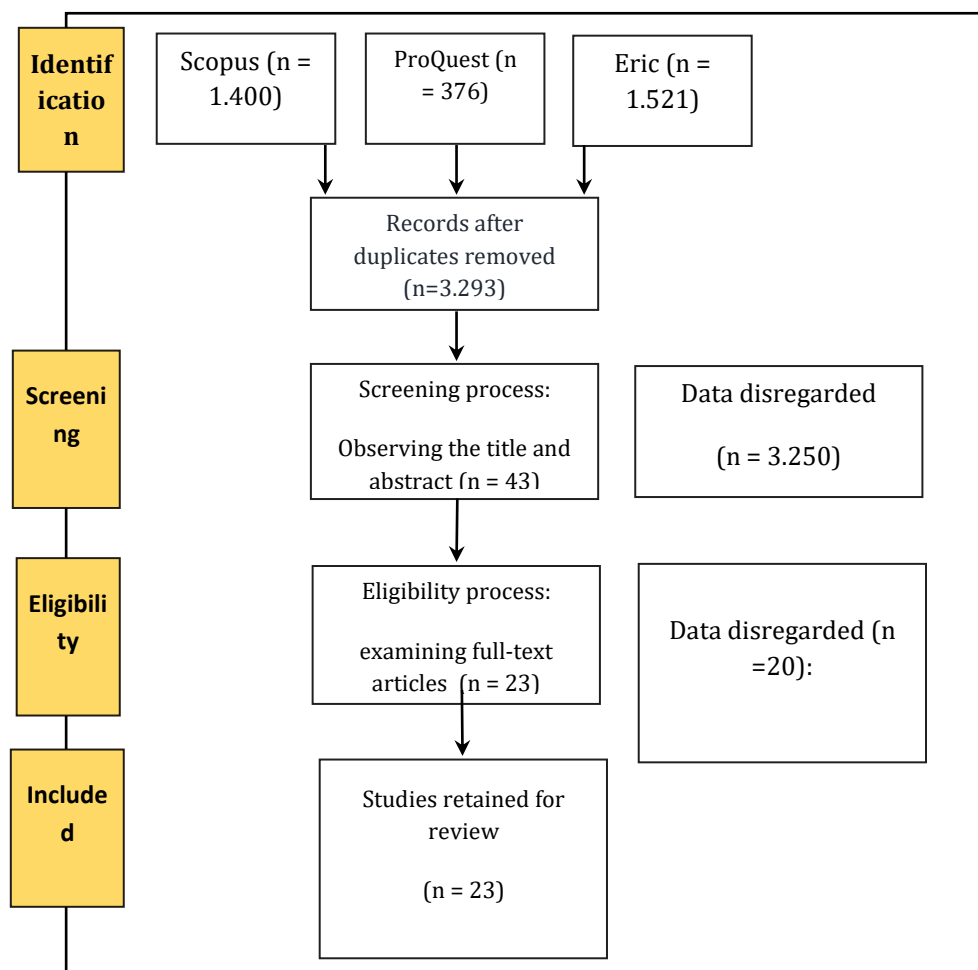 Identif
icatio
n
Scopus (n =
1.400)
ProQuest (n
= 376)
Eric (n =
1.521)
Records after
duplicates removed
(n=3.293)
Screeni
ng
Screening process:
Observing the title and
abstract (n = 43)
Data disregarded
(n = 3.250)
Eligibili
ty
Eligibility process:
examining full-text
articles (n = 23)
Data disregarded (n
=20):
Include
d
Studies retained for
review
(n = 23)